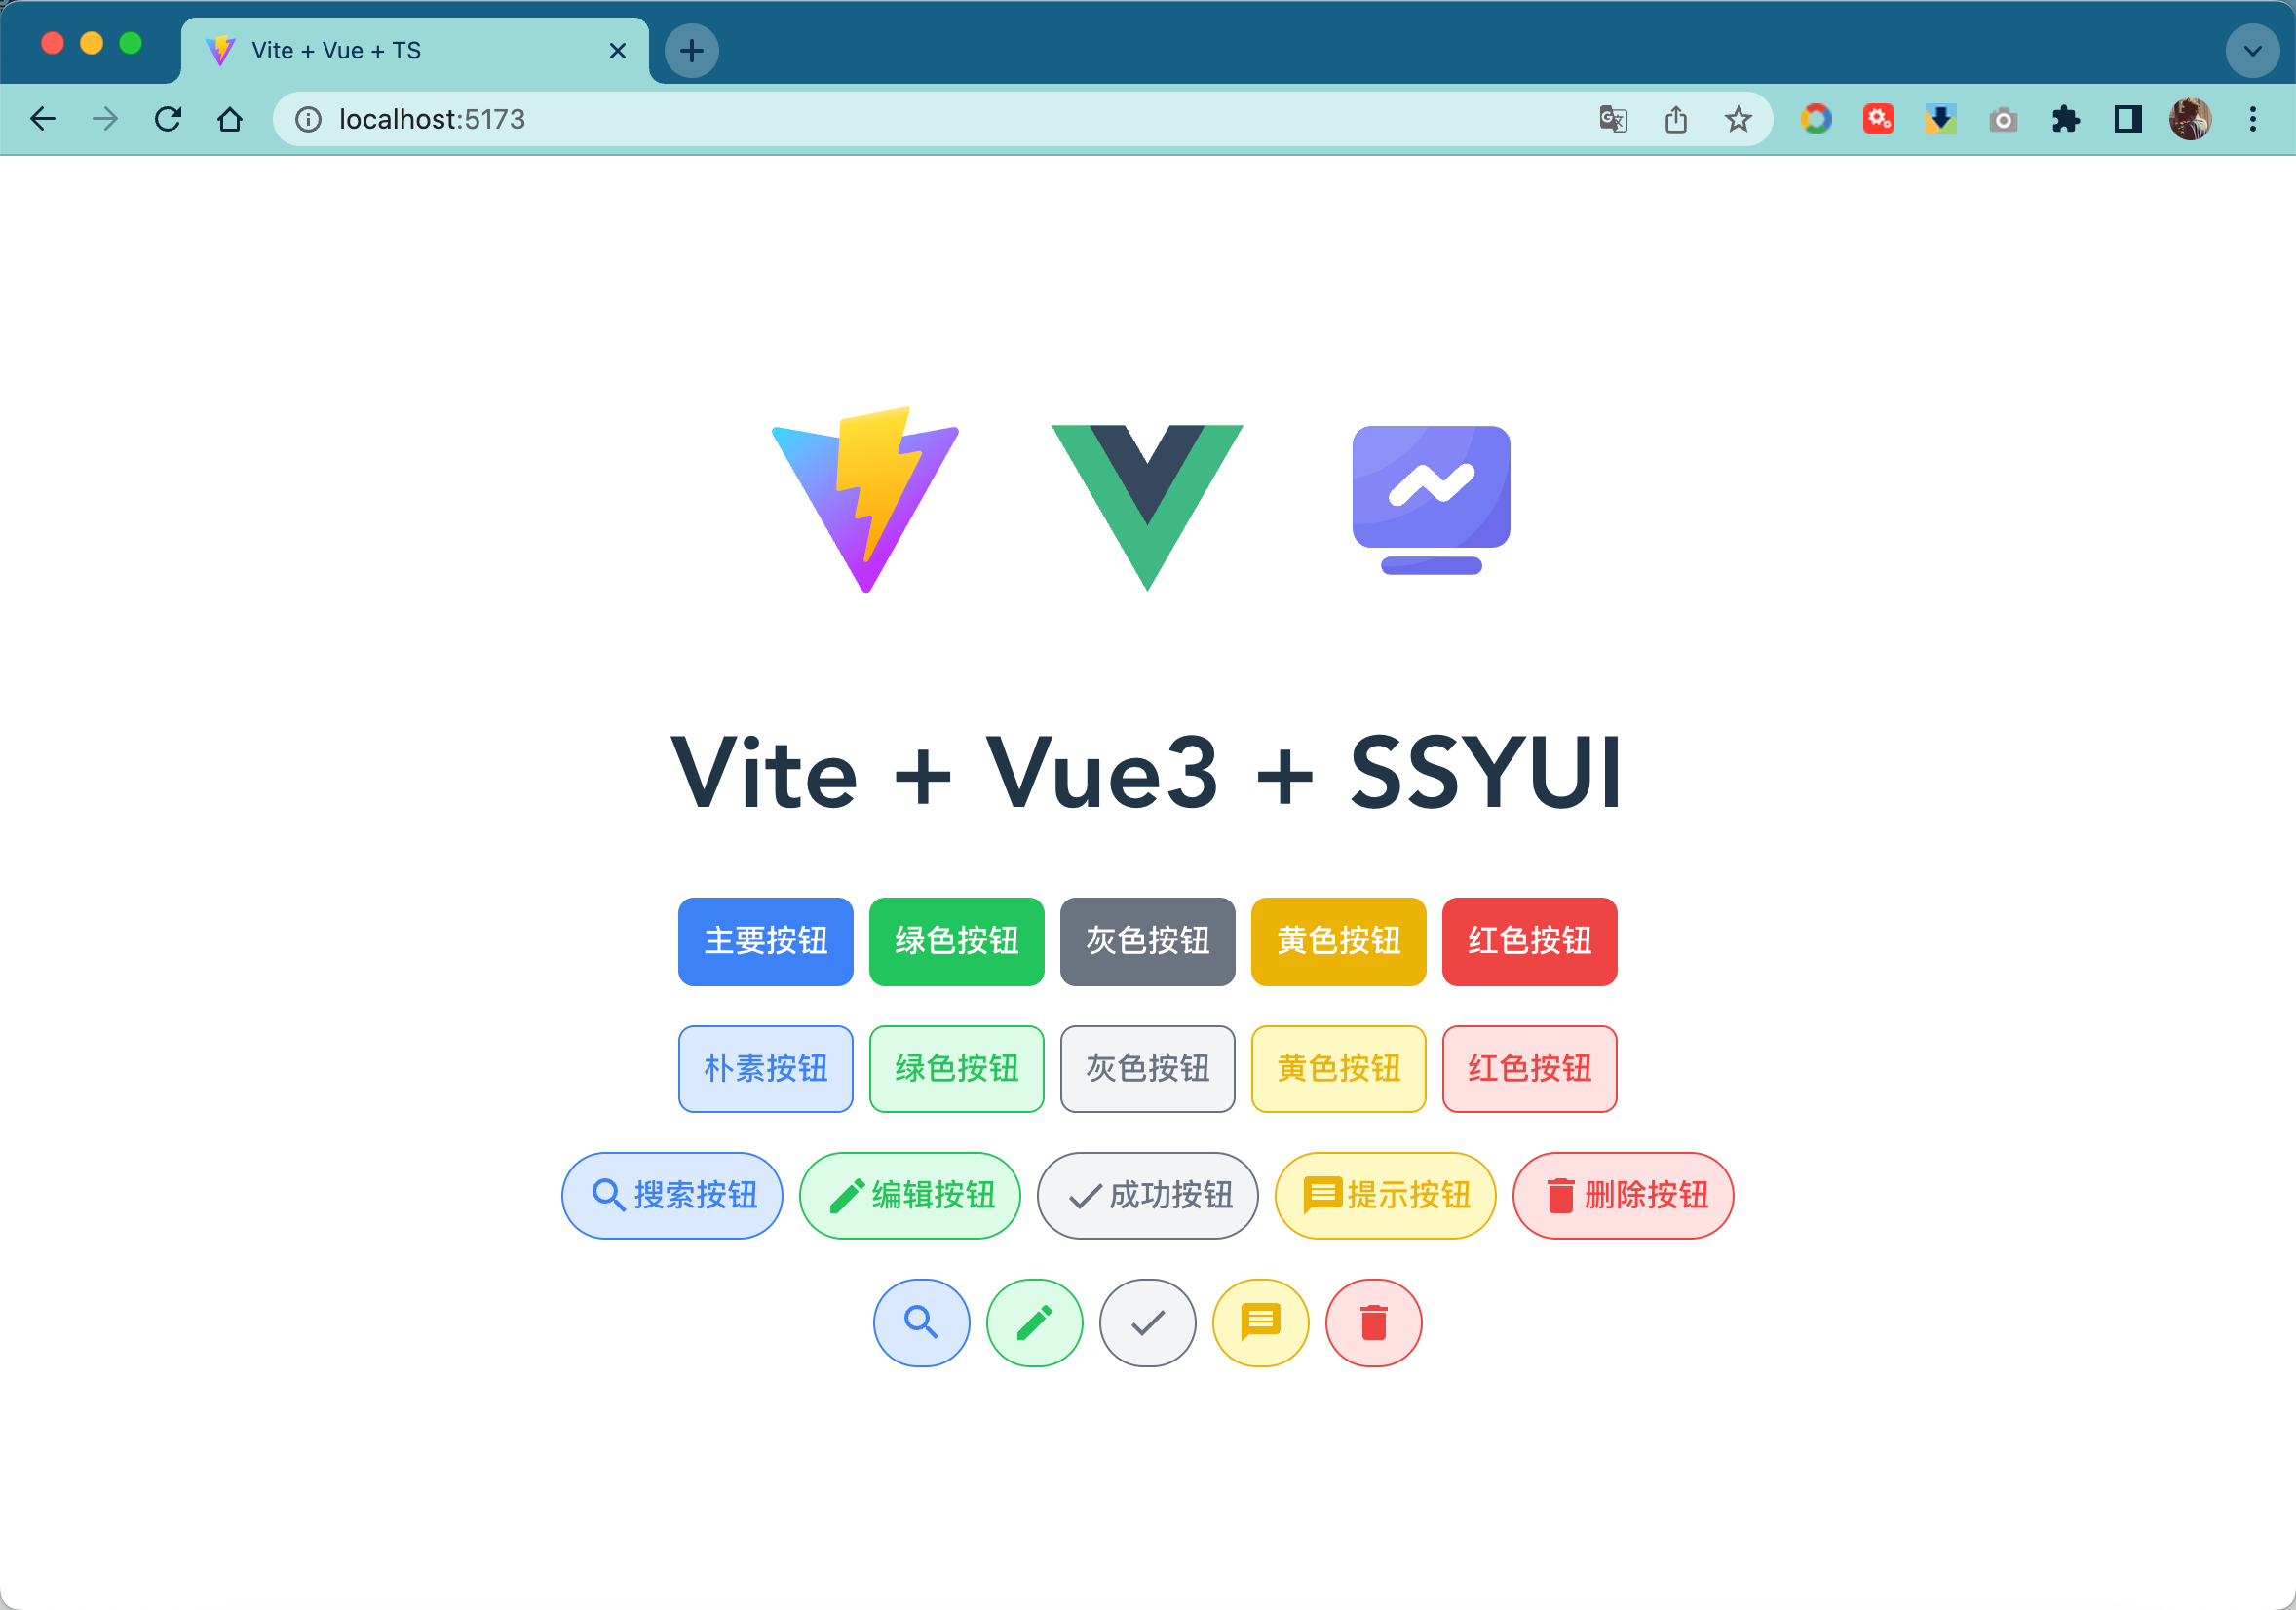 Vite + Vue + TS
localhost:5173
Vite + Vue3 + SSYUI
主要按钮 绿色按钮 灰色按钮 黄色按钮 红色按钮
朴素按钮 绿色按钮 灰色按钮 黄色按钮 红色按钮
搜索按钮 编辑按钮 成功按钮 提示按钮 删除按钮